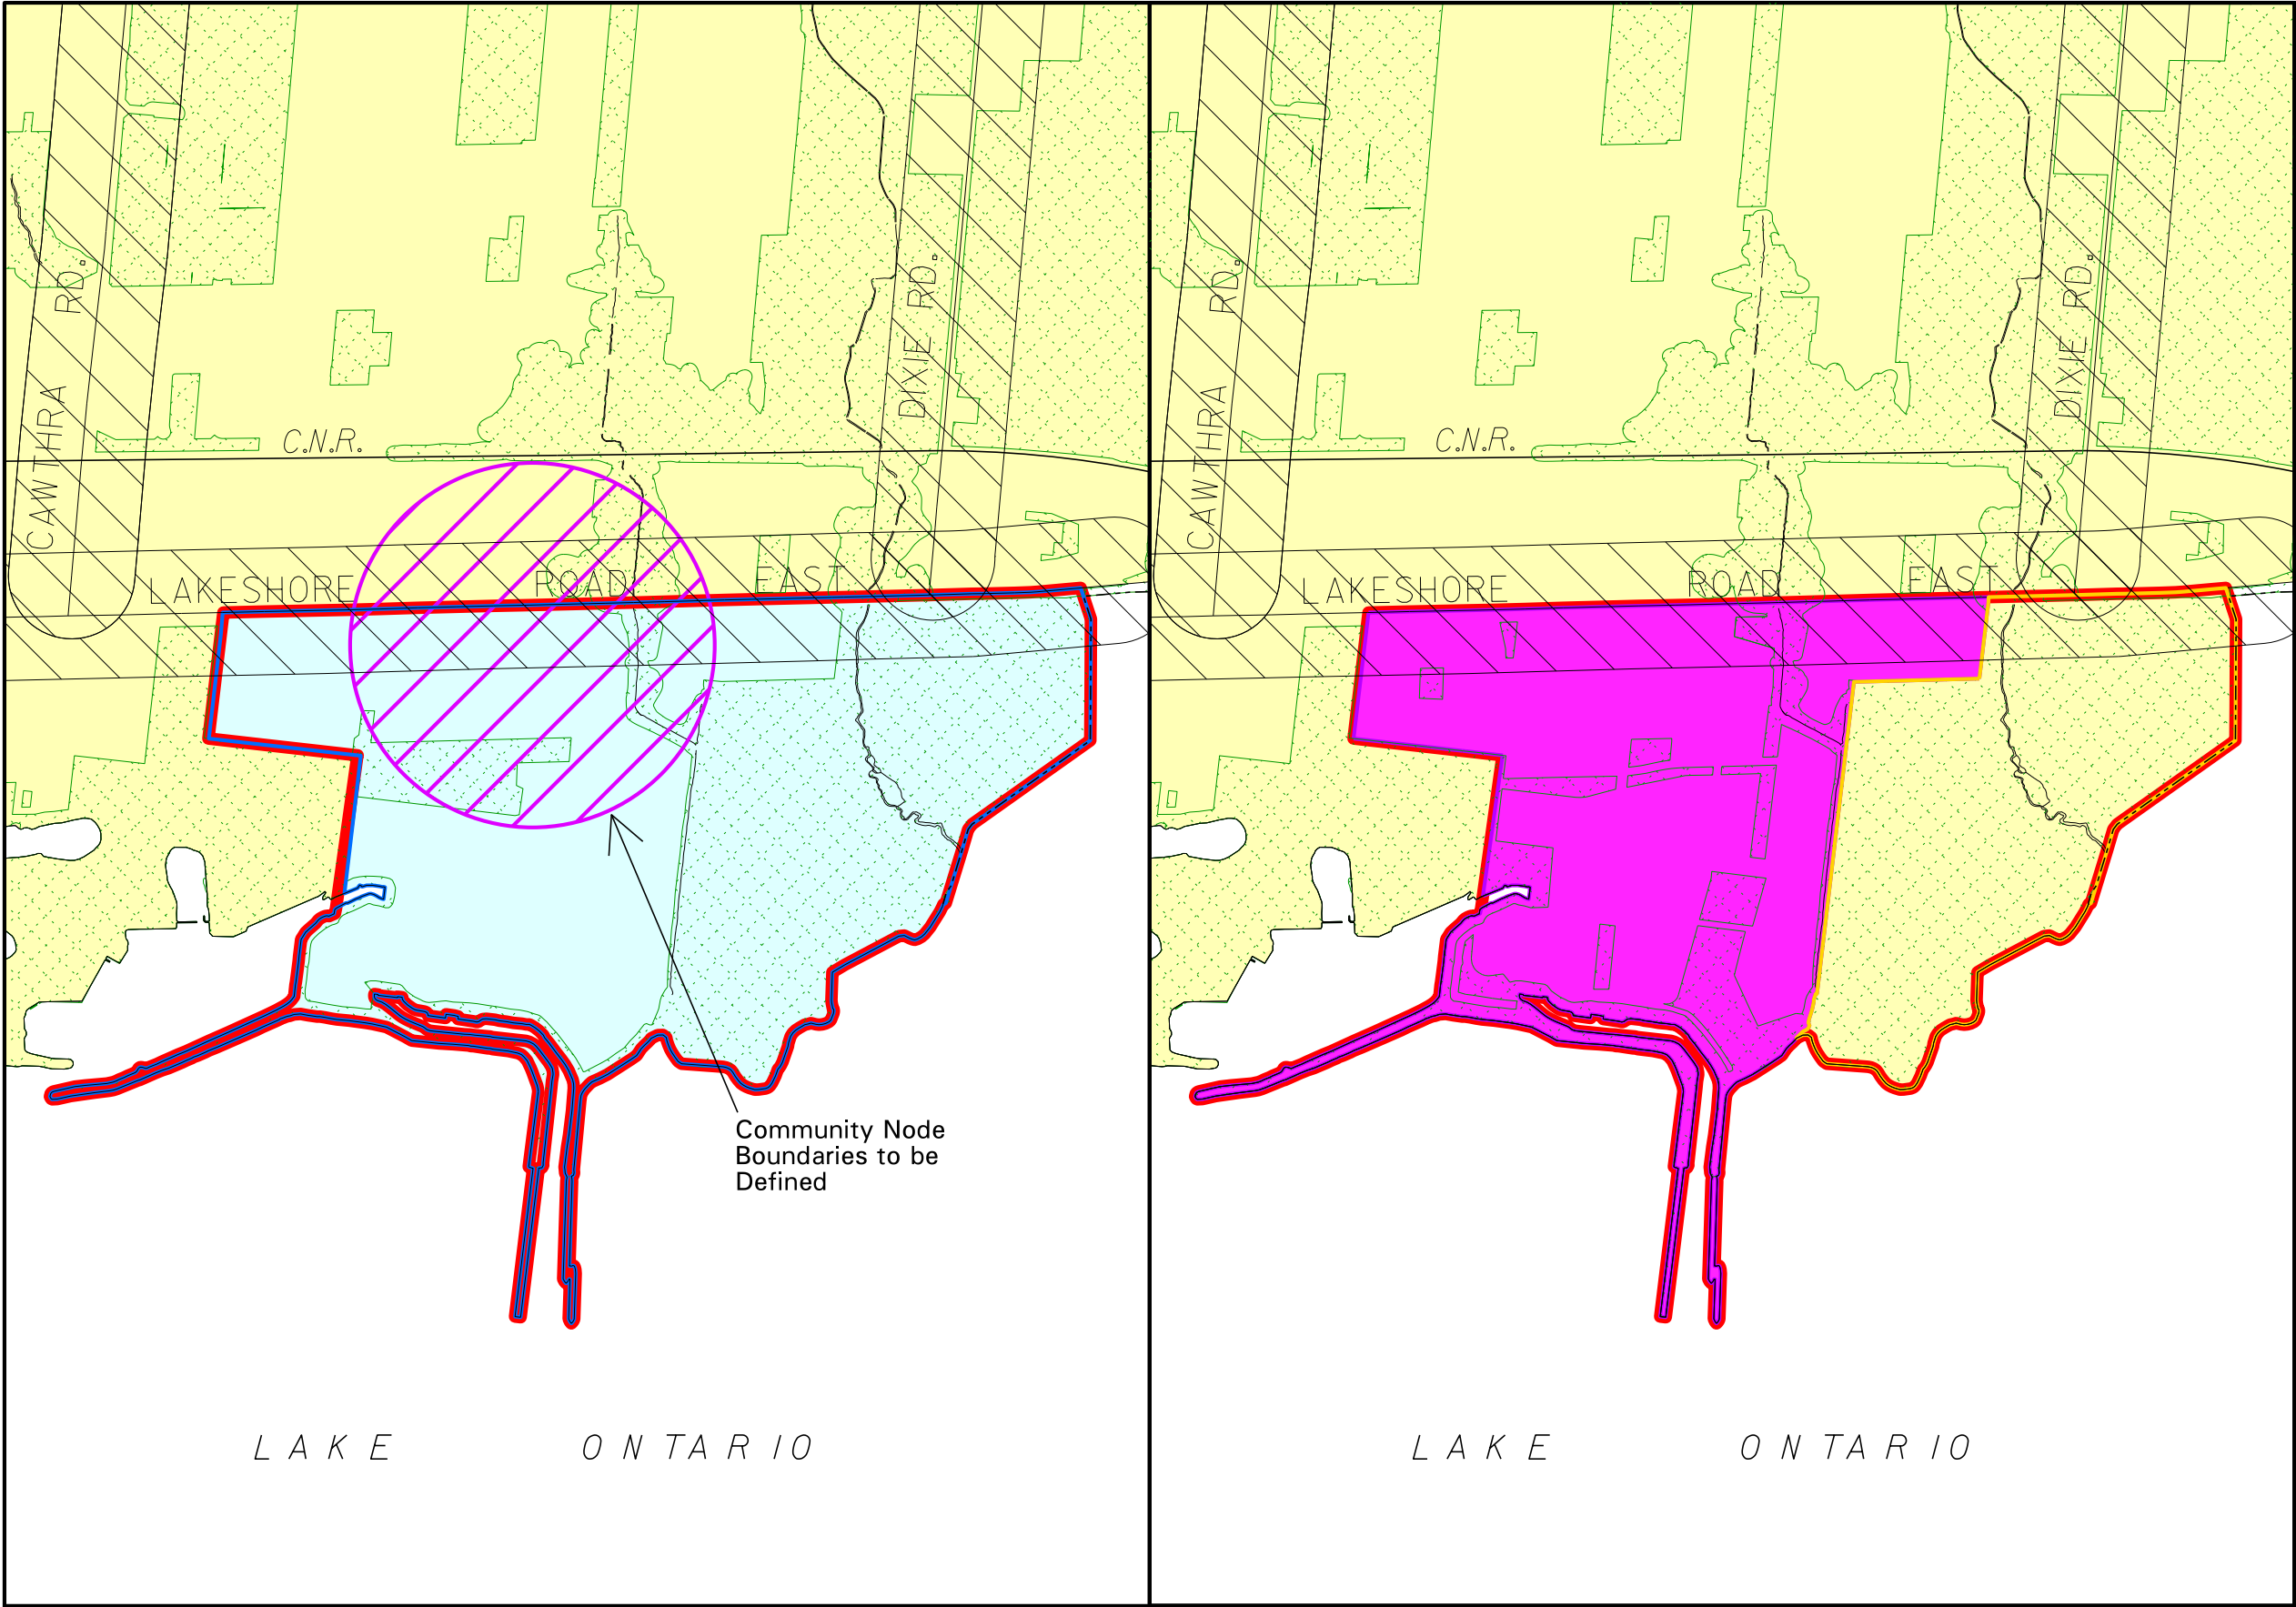 CAWTHRA RD.
DIXIE RD.
C.N.R.
LAKESHORE ROAD EAST
Community Node
Boundaries to be
Defined
LAKE ONTARIO
CAWTHRA RD.
DIXIE RD.
C.N.R.
LAKESHORE ROAD EAST
LAKE ONTARIO